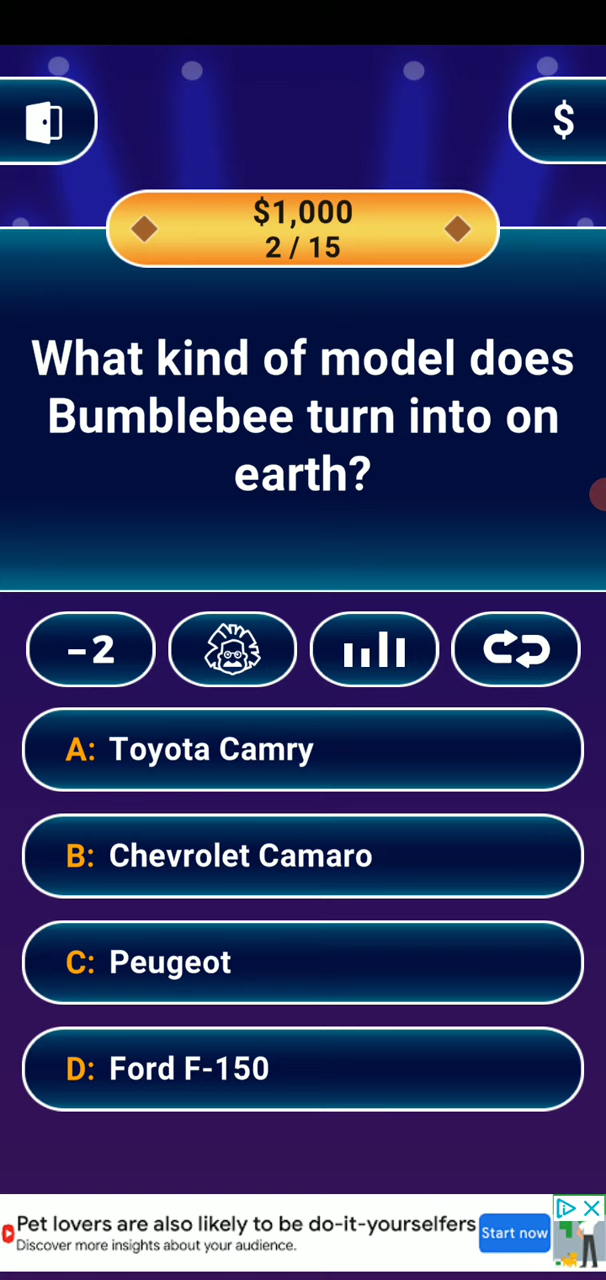 $
$1,000
2 / 15
What kind of model does
Bumblebee turn into on
earth?
-2
A: Toyota Camry
B: Chevrolet Camaro
C: Peugeot
D: Ford F-150
Pet lovers are also likely to be do-it-yourselfers
Discover more insights about your audience.
Start now